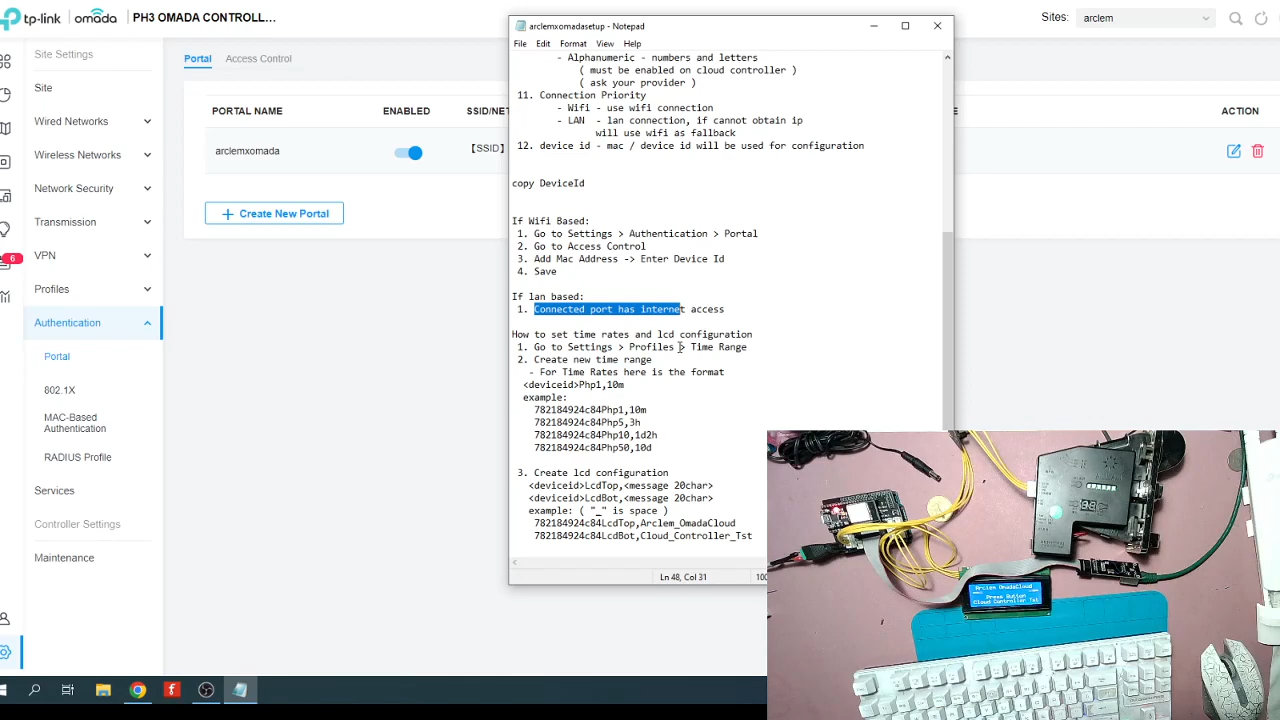 tp-link omada PH3 OMADA CONTROLL...
Sites: arclem
Site Settings
Site
Wired Networks
Wireless Networks
Network Security
Transmission
VPN
6
Profiles
Authentication
Portal
802.1X
MAC-Based
Authentication
RADIUS Profile
Services
Controller Settings
Maintenance
Portal Access Control
PORTAL NAME ENABLED SSID/NET E ACTION
arclemxomada 【SSID】
Create New Portal
arclemxomadasetup - Notepad
File Edit Format View Help
- Alphanumeric - numbers and letters
( must be enabled on cloud controller )
( ask your provider )
11. Connection Priority
- Wifi - use wifi connection
- LAN - lan connection, if cannot obtain ip
will use wifi as fallback
12. device id - mac / device id will be used for configuration
copy DeviceId
If Wifi Based:
1. Go to Settings > Authentication > Portal
2. Go to Access Control
3. Add Mac Address -> Enter Device Id
4. Save
If lan based:
1. Connected port has internet access
How to set time rates and lcd configuration
1. Go to Settings > Profiles > Time Range
2. Create new time range
- For Time Rates here is the format
<deviceid>Php1,10m
example:
782184924c84Php1,10m
782184924c84Php5,3h
782184924c84Php10,1d2h
782184924c84Php50,10d
3. Create lcd configuration
<deviceid>LcdTop,<message 20char>
<deviceid>LcdBot,<message 20char>
example: ( "_" is space )
782184924c84LcdTop,Arclem_OmadaCloud
782184924c84LcdBot,Cloud_Controller_Tst
Ln 48, Col 31 100
Arclem OmadaCloud
Press Button
Cloud Controller Tst